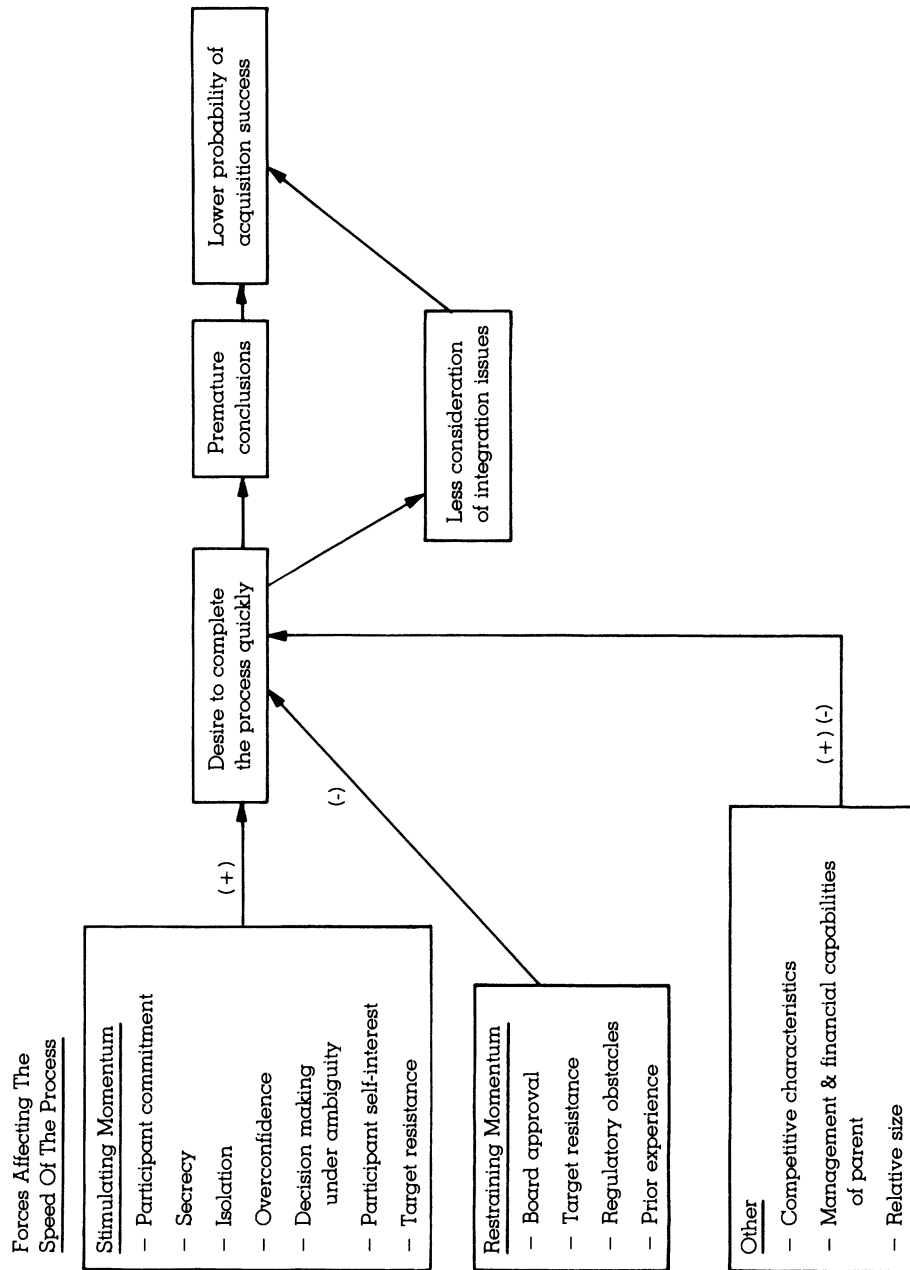 Forces Affecting The
Speed Of The Process
Stimulating Momentum
– Participant commitment
– Secrecy
– Isolation
– Overconfidence
– Decision making
under ambiguity
– Participant self-interest
– Target resistance
(+)
Restraining Momentum
– Board approval
– Target resistance
– Regulatory obstacles
– Prior experience
(-)
Other
– Competitive characteristics
– Management & financial capabilities
of parent
– Relative size
(+) (-)
Desire to complete
the process quickly
Premature
conclusions
Less consideration
of integration issues
Lower probability of
acquisition success